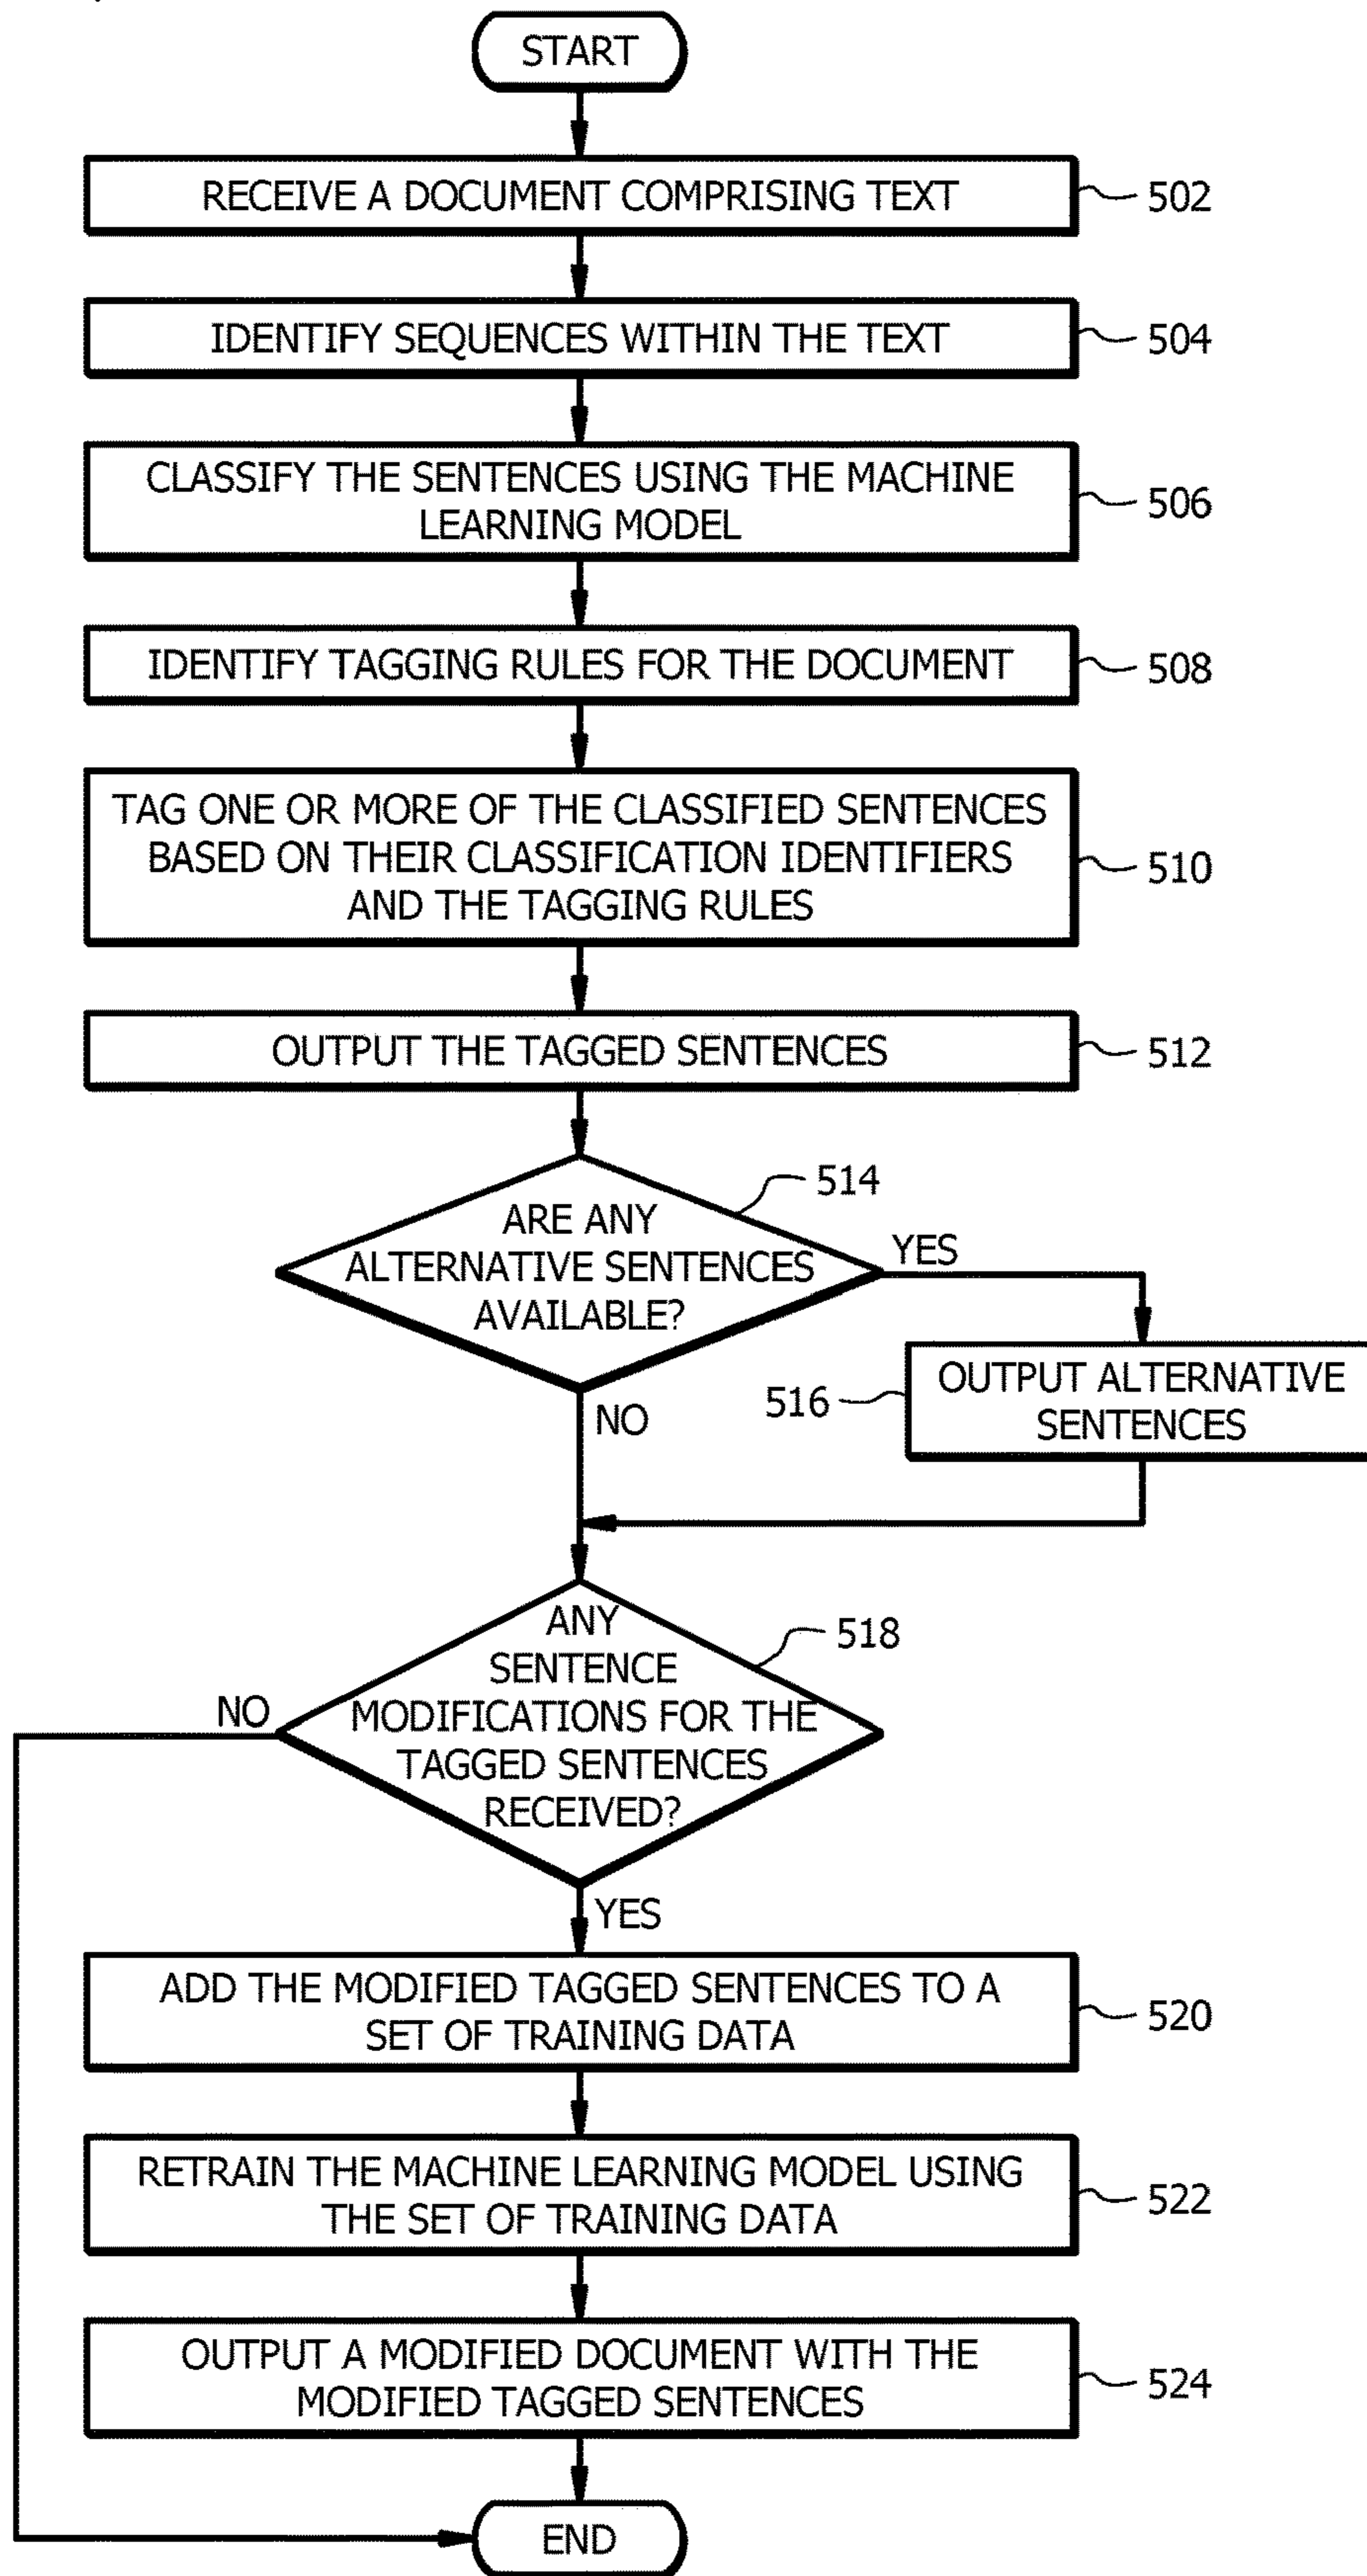 START
RECEIVE A DOCUMENT COMPRISING TEXT
502
IDENTIFY SEQUENCES WITHIN THE TEXT
504
CLASSIFY THE SENTENCES USING THE MACHINE
LEARNING MODEL
506
IDENTIFY TAGGING RULES FOR THE DOCUMENT
508
TAG ONE OR MORE OF THE CLASSIFIED SENTENCES
BASED ON THEIR CLASSIFICATION IDENTIFIERS
AND THE TAGGING RULES
510
OUTPUT THE TAGGED SENTENCES
512
514
ARE ANY
ALTERNATIVE SENTENCES
AVAILABLE?
YES
OUTPUT ALTERNATIVE
SENTENCES
516
NO
518
ANY
SENTENCE
MODIFICATIONS FOR THE
TAGGED SENTENCES
RECEIVED?
NO
YES
ADD THE MODIFIED TAGGED SENTENCES TO A
SET OF TRAINING DATA
520
RETRAIN THE MACHINE LEARNING MODEL USING
THE SET OF TRAINING DATA
522
OUTPUT A MODIFIED DOCUMENT WITH THE
MODIFIED TAGGED SENTENCES
524
END